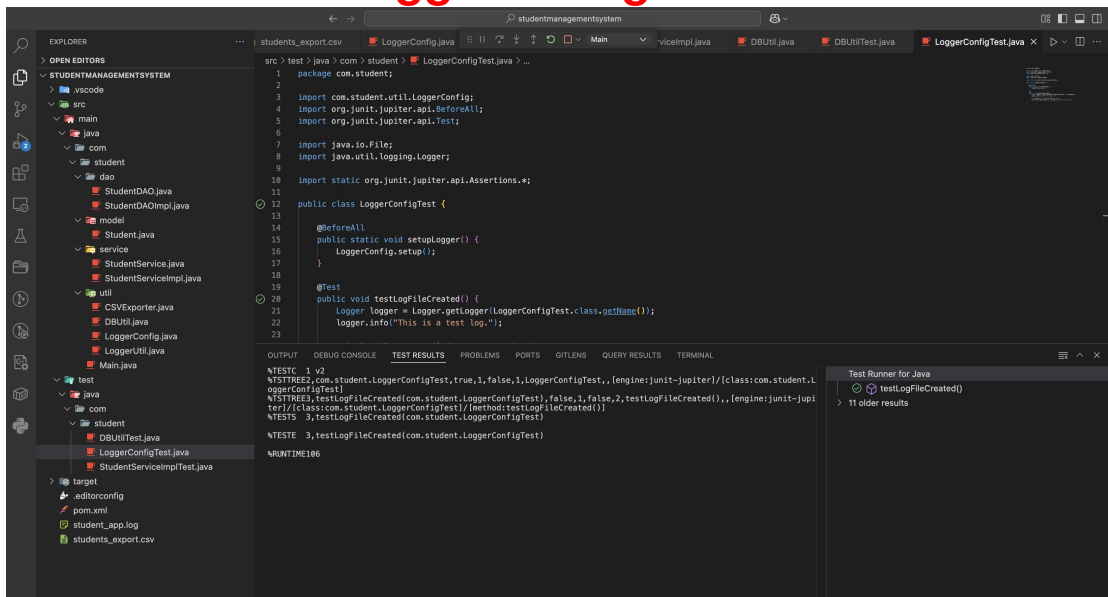 studentmanagementsystem
EXPLORER
OPEN EDITORS
STUDENTMANAGEMENTSYSTEM
.vscode
src
main
java
com
student
dao
StudentDAO.java
StudentDAOImpl.java
model
Student.java
service
StudentService.java
StudentServiceImpl.java
util
CSVExporter.java
DBUtil.java
LoggerConfig.java
LoggerUtil.java
Main.java
test
java
com
student
DBUtilTest.java
LoggerConfigTest.java
StudentServiceImplTest.java
target
.editorconfig
pom.xml
student_app.log
students_export.csv
2
students_export.csv LoggerConfig.java Main viceImpl.java DBUtil.java DBUtilTest.java LoggerConfigTest.java
src > test > java > com > student > LoggerConfigTest.java > ...
1 package com.student;
2
3 import com.student.util.LoggerConfig;
4 import org.junit.jupiter.api.BeforeAll;
5 import org.junit.jupiter.api.Test;
6
7 import java.io.File;
8 import java.util.logging.Logger;
9
10 import static org.junit.jupiter.api.Assertions.*;
11
12 public class LoggerConfigTest {
13
14 @BeforeAll
15 public static void setupLogger() {
16 LoggerConfig.setup();
17 }
18
19 @Test
20 public void testLogFileCreated() {
21 Logger logger = Logger.getLogger(LoggerConfigTest.class.getName());
22 logger.info("This is a test log.");
23
OUTPUT DEBUG CONSOLE TEST RESULTS PROBLEMS PORTS GITLENS QUERY RESULTS TERMINAL
%TESTC 1 v2
%TSTTREE2,com.student.LoggerConfigTest,true,1,false,1,LoggerConfigTest,,[engine:junit-jupiter]/[class:com.student.L
oggerConfigTest]
%TSTTREE3,testLogFileCreated(com.student.LoggerConfigTest),false,1,false,2,testLogFileCreated(),,[engine:junit-jupi
ter]/[class:com.student.LoggerConfigTest]/[method:testLogFileCreated()]
%TESTS 3,testLogFileCreated(com.student.LoggerConfigTest)
%TESTE 3,testLogFileCreated(com.student.LoggerConfigTest)
%RUNTIME106
Test Runner for Java
testLogFileCreated()
11 older results